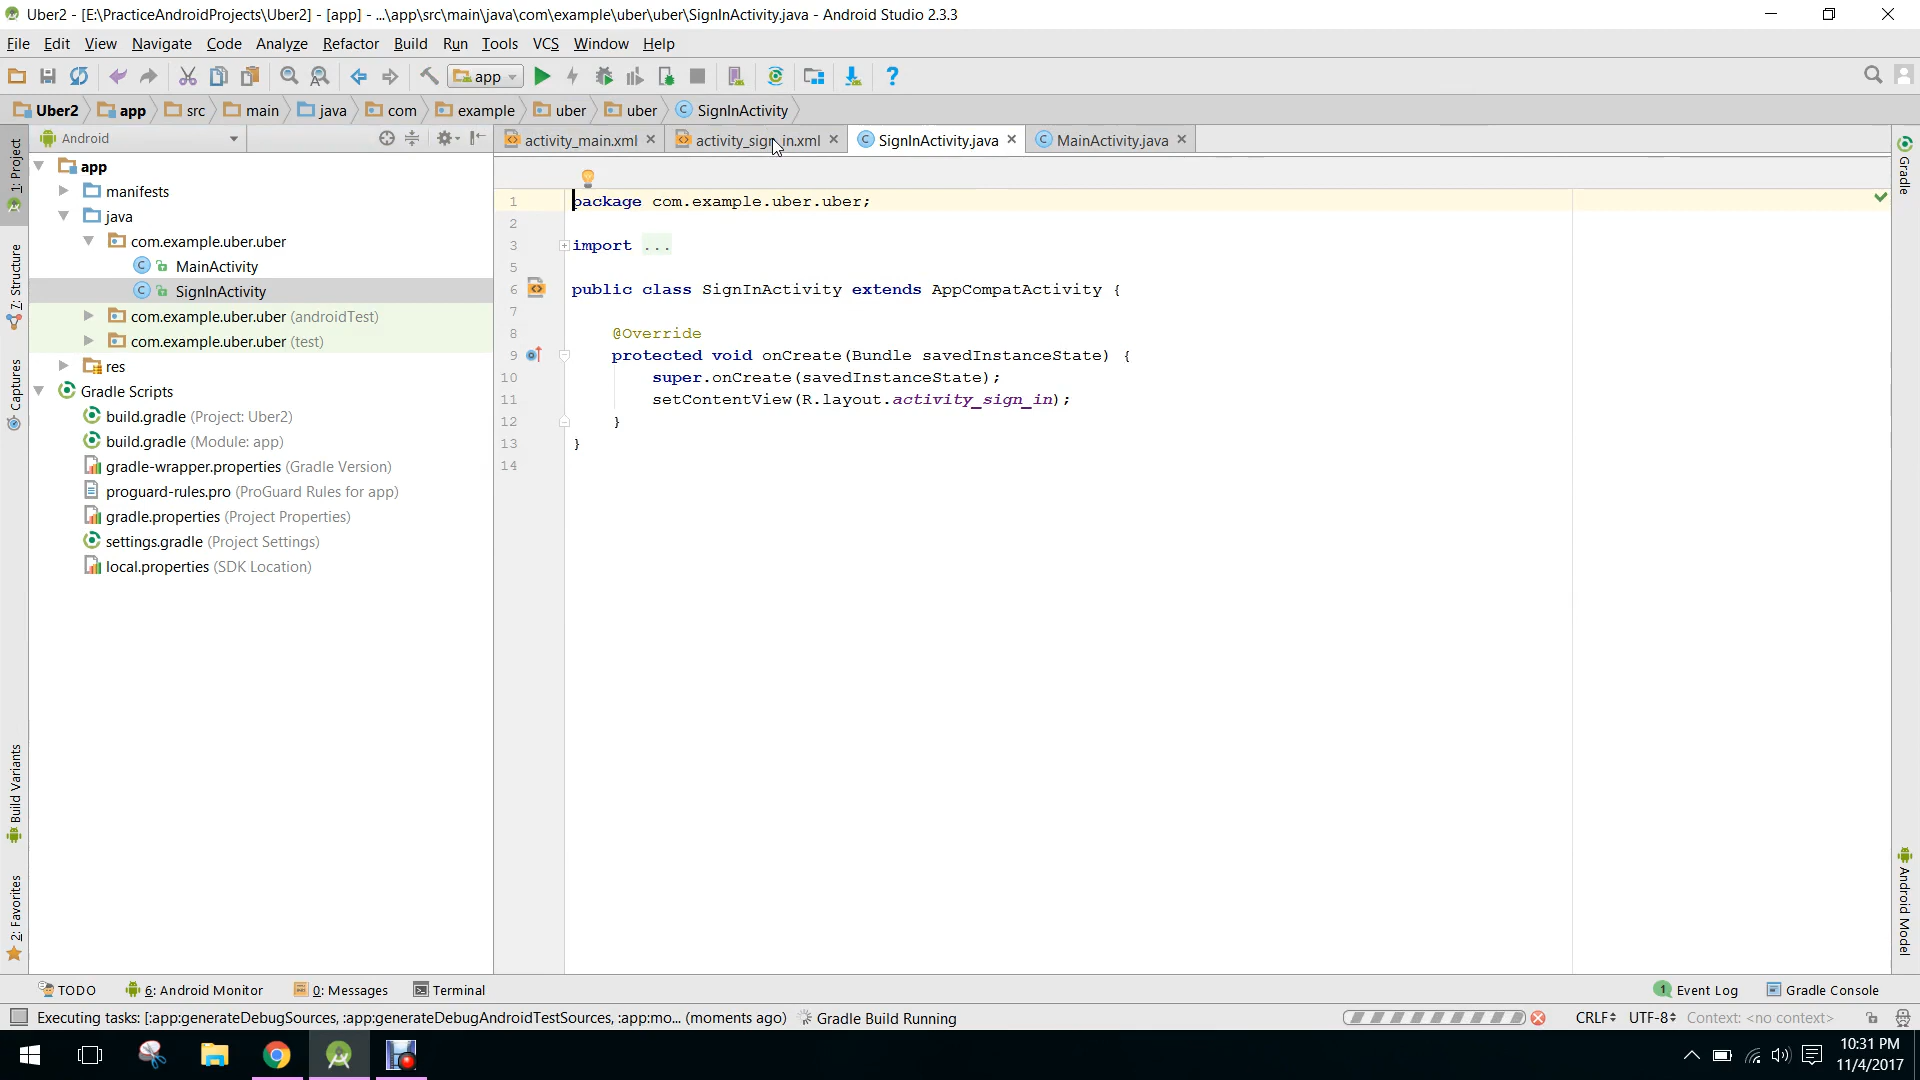 Uber2 - [E:\PracticeAndroidProjects\Uber2] - [app] - ...\app\src\main\java\com\example\uber\uber\SignInActivity.java - Android Studio 2.3.3
File Edit View Navigate Code Analyze Refactor Build Run Tools VCS Window Help
app
Uber2 app src main java com example uber uber SignInActivity
Android
activity_main.xml activity_sign_in.xml SignInActivity.java MainActivity.java
1: Project
7: Structure
Captures
Build Variants
2: Favorites
app
manifests
java
com.example.uber.uber
MainActivity
SignInActivity
com.example.uber.uber (androidTest)
com.example.uber.uber (test)
res
Gradle Scripts
build.gradle (Project: Uber2)
build.gradle (Module: app)
gradle-wrapper.properties (Gradle Version)
proguard-rules.pro (ProGuard Rules for app)
gradle.properties (Project Properties)
settings.gradle (Project Settings)
local.properties (SDK Location)
1 package com.example.uber.uber;
2
3 import ...
5
6 public class SignInActivity extends AppCompatActivity {
7
8 @Override
9 protected void onCreate(Bundle savedInstanceState) {
10 super.onCreate(savedInstanceState);
11 setContentView(R.layout.activity_sign_in);
12 }
13 }
14
Gradle
Android Model
TODO 6: Android Monitor 0: Messages Terminal 1 Event Log Gradle Console
Executing tasks: [:app:generateDebugSources, :app:generateDebugAndroidTestSources, :app:mo... (moments ago) Gradle Build Running CRLF UTF-8 Context: <no context>
10:31 PM
11/4/2017